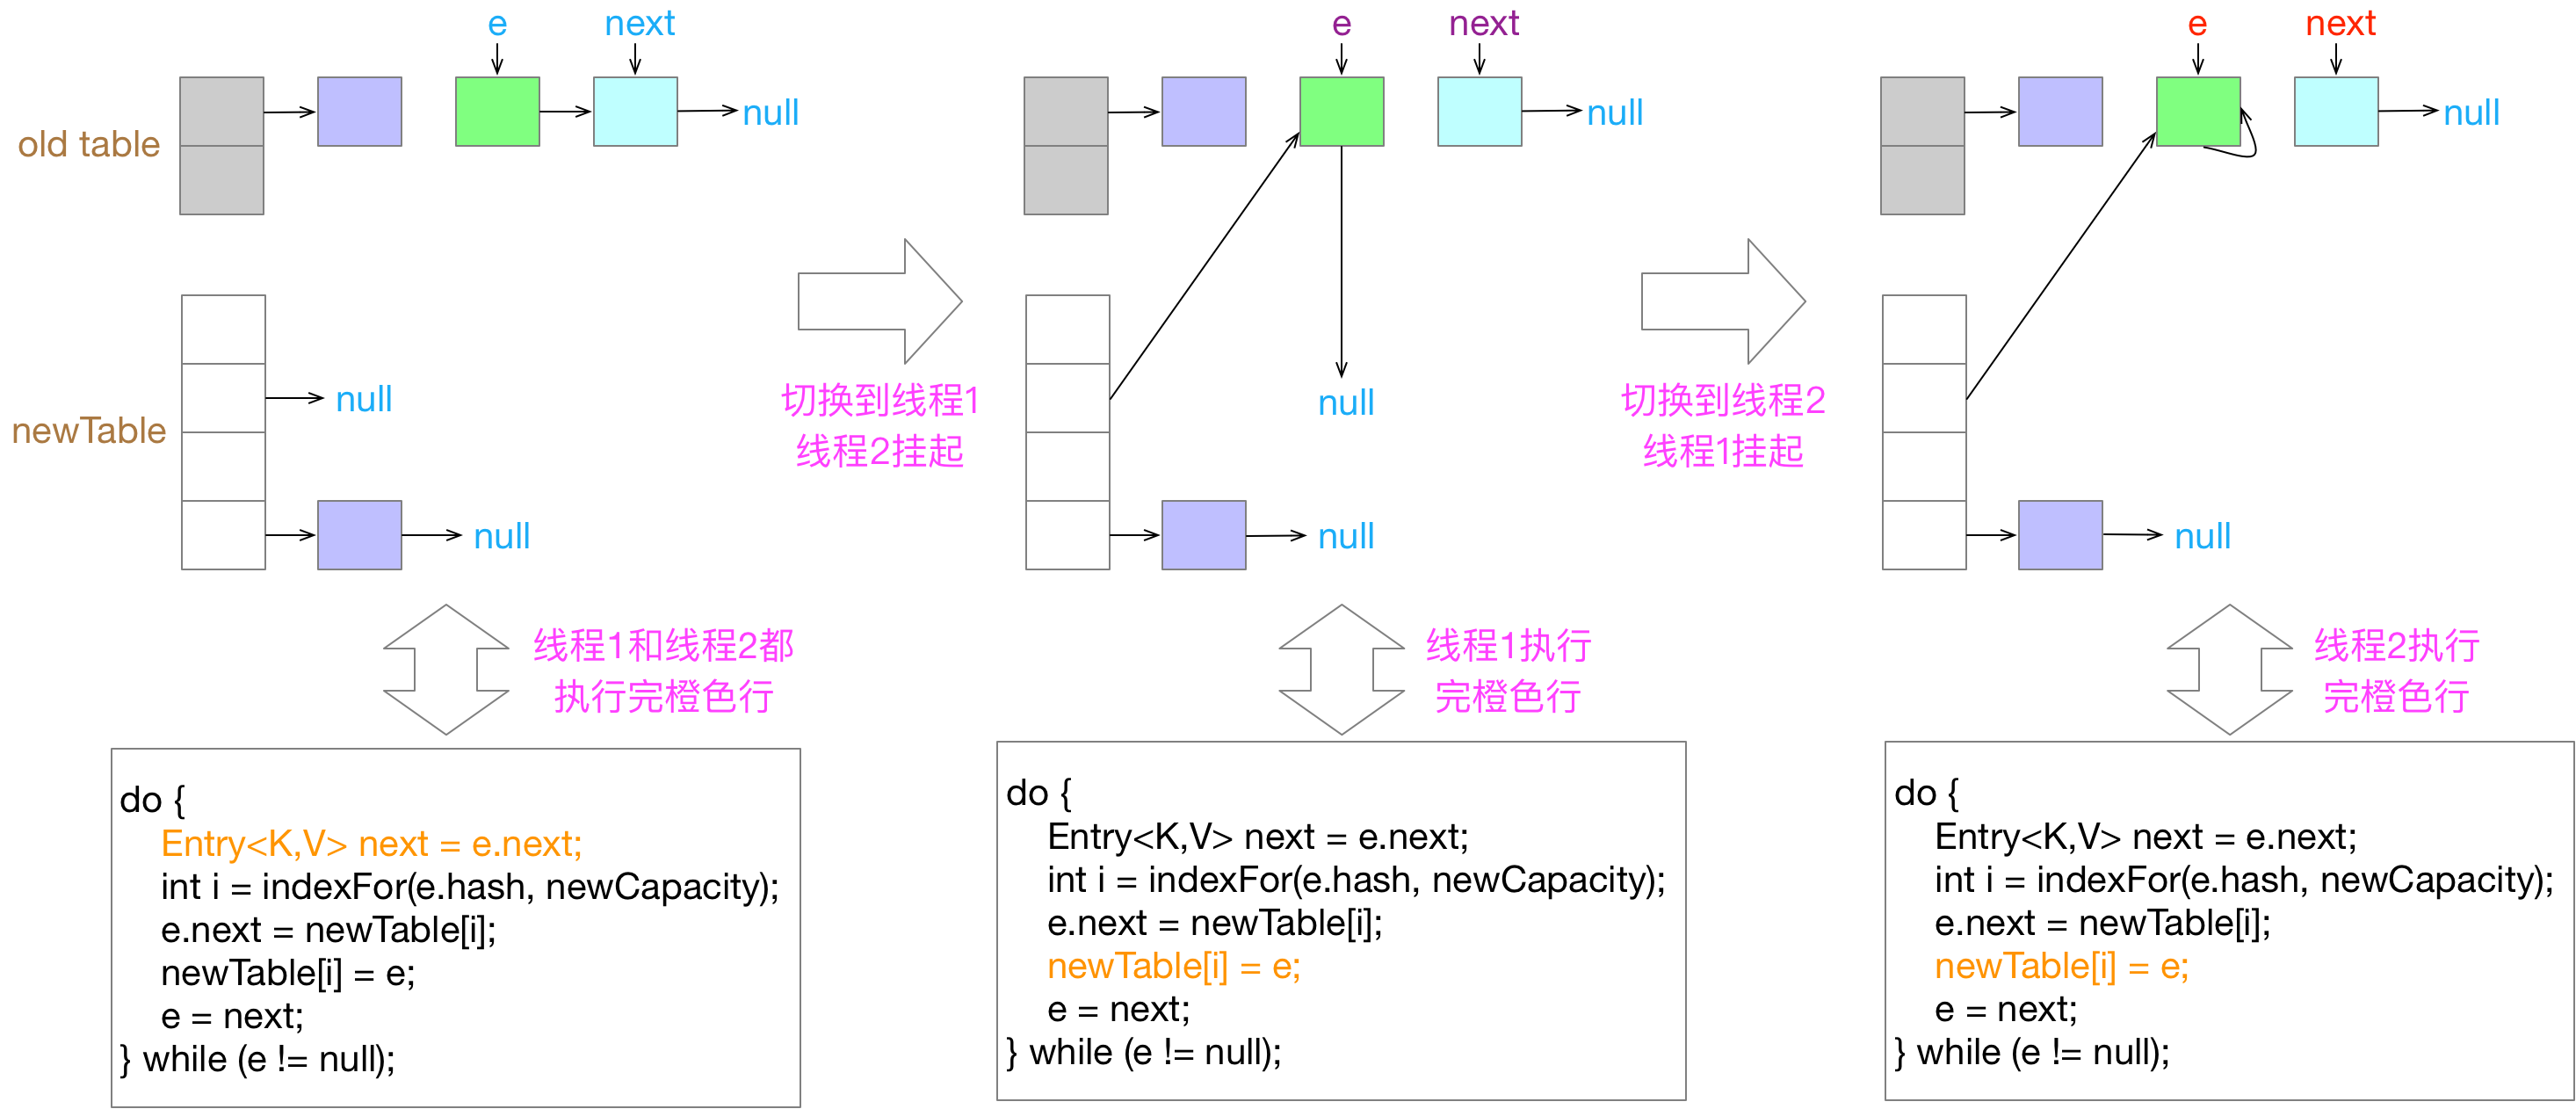 e next
null
old table
null
newTable
null
线程1和线程2都
执行完橙色行
do {
Entry<K,V> next = e.next;
int i = indexFor(e.hash, newCapacity);
e.next = newTable[i];
newTable[i] = e;
e = next;
} while (e != null);
切换到线程1
线程2挂起
e next
null
null
null
线程1执行
完橙色行
do {
Entry<K,V> next = e.next;
int i = indexFor(e.hash, newCapacity);
e.next = newTable[i];
newTable[i] = e;
e = next;
} while (e != null);
切换到线程2
线程1挂起
e next
null
null
线程2执行
完橙色行
do {
Entry<K,V> next = e.next;
int i = indexFor(e.hash, newCapacity);
e.next = newTable[i];
newTable[i] = e;
e = next;
} while (e != null);